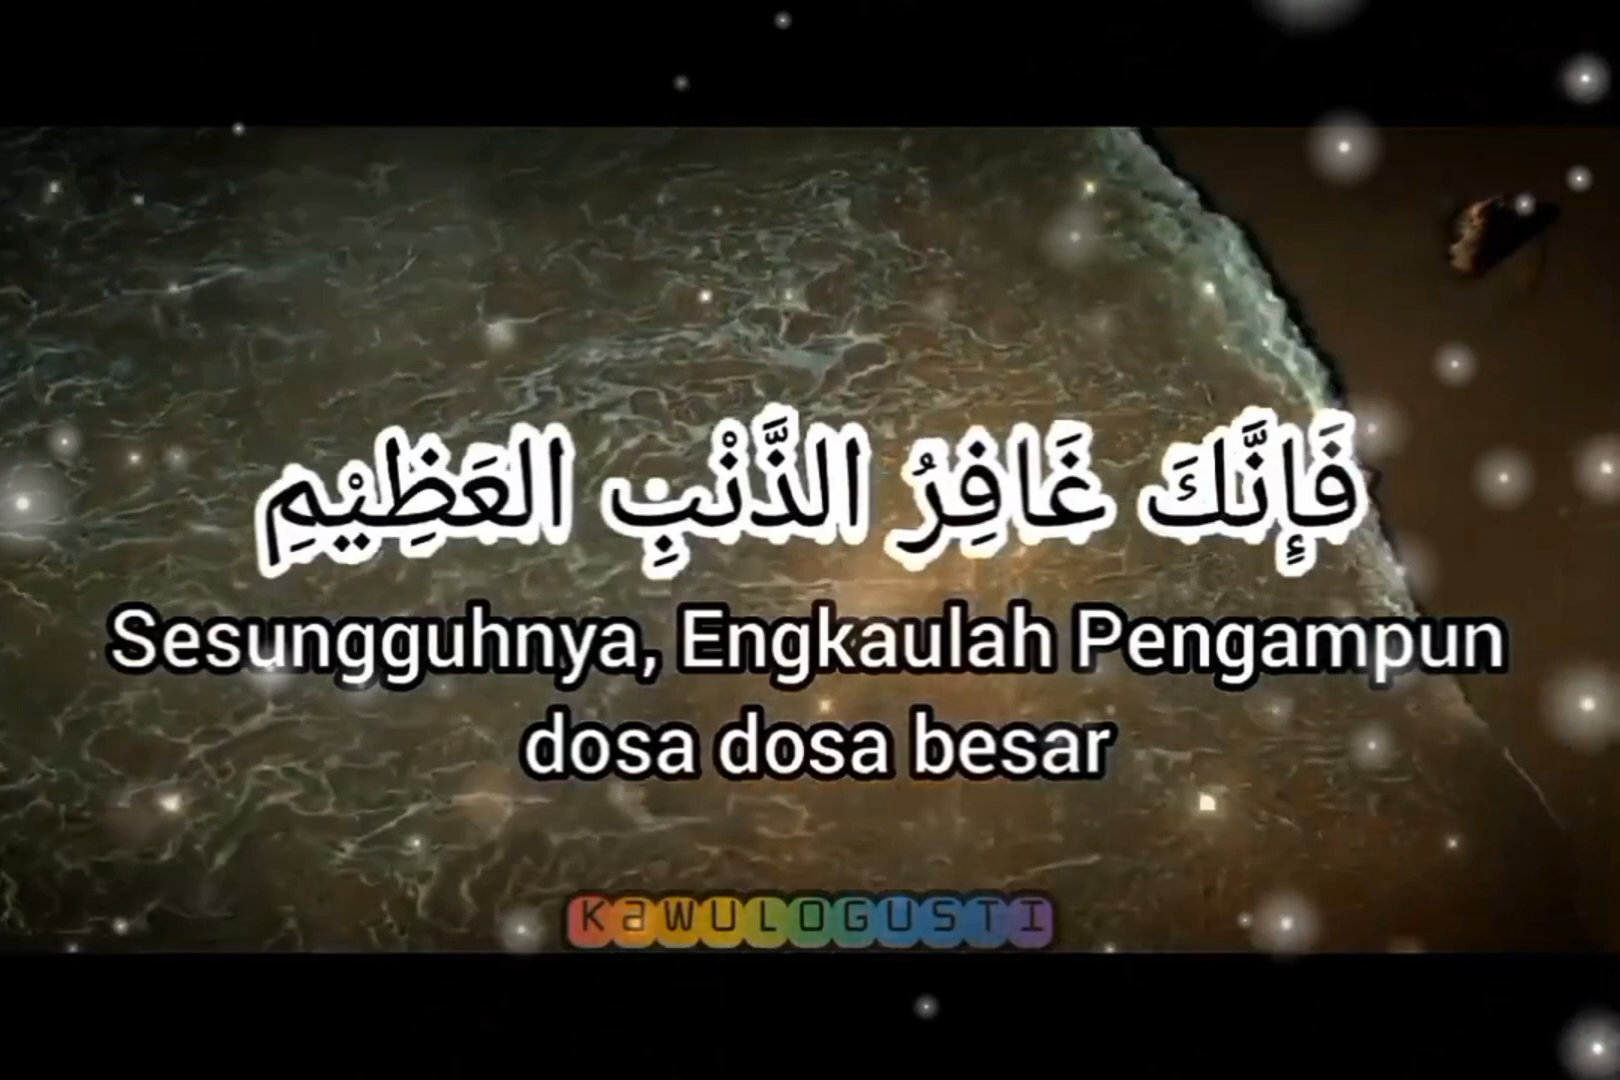 فَإِنَّكَ غَافِرُ الذَّنْبِ العَظِيْمِ
Sesungguhnya, Engkaulah Pengampun
dosa dosa besar
KaWULOGUSTI